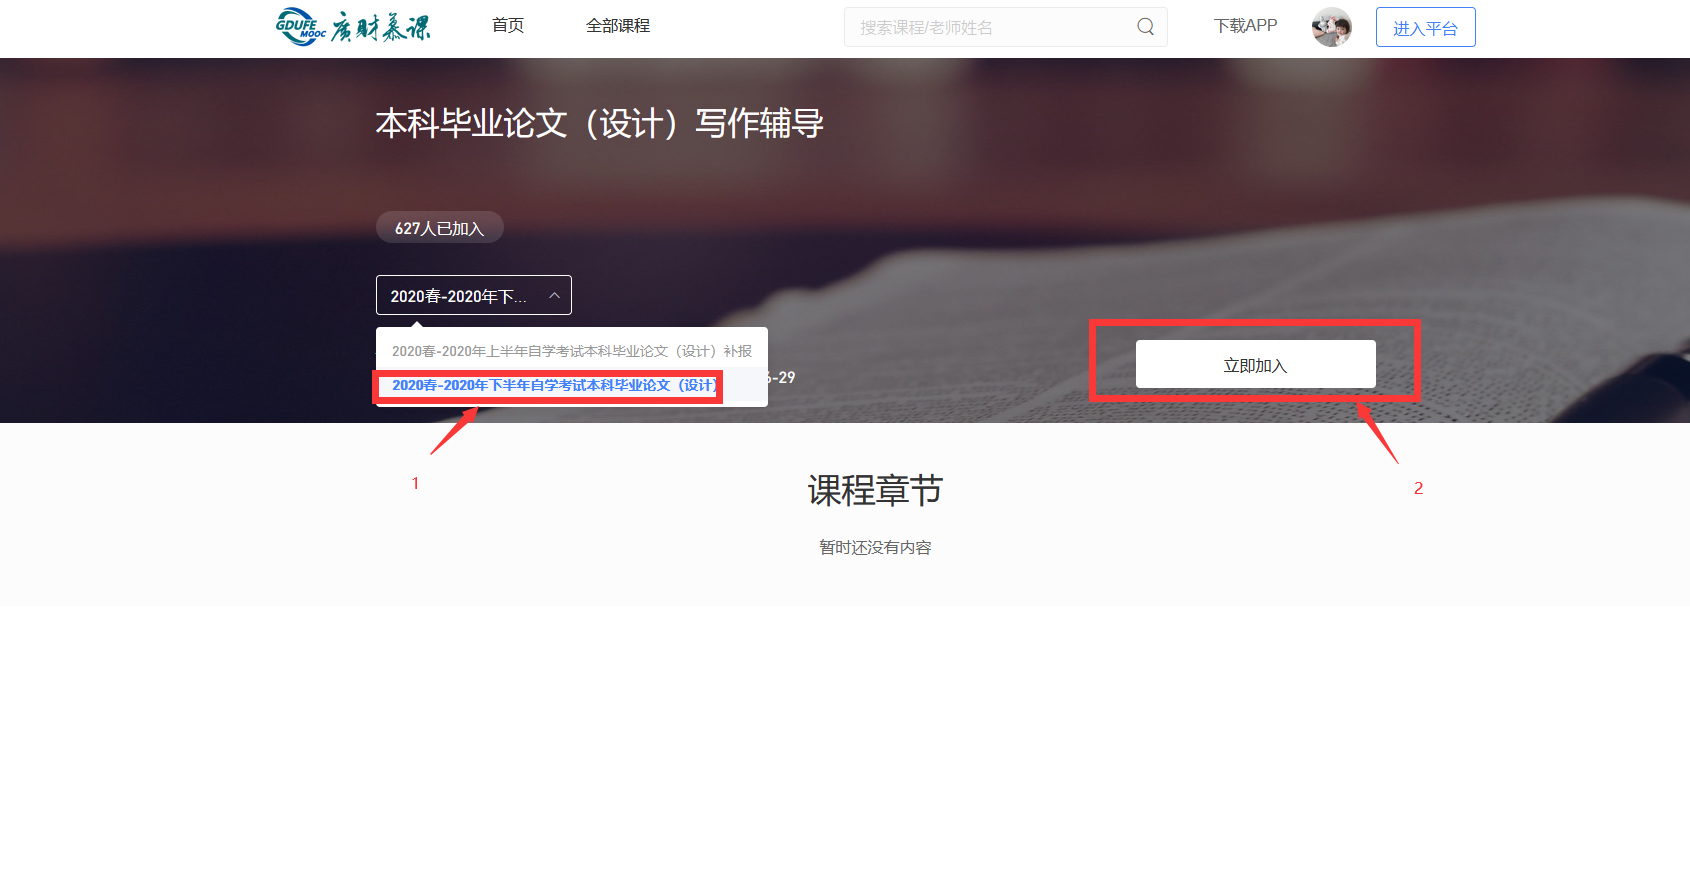 GDUFE MOOC 广财慕课 首页 全部课程 搜索课程/老师姓名 下载APP 进入平台
本科毕业论文（设计）写作辅导
627人已加入
2020春-2020年下...
2020春-2020年上半年自学考试本科毕业论文（设计）补报
2020春-2020年下半年自学考试本科毕业论文（设计）
6-29
立即加入
1
2
课程章节
暂时还没有内容